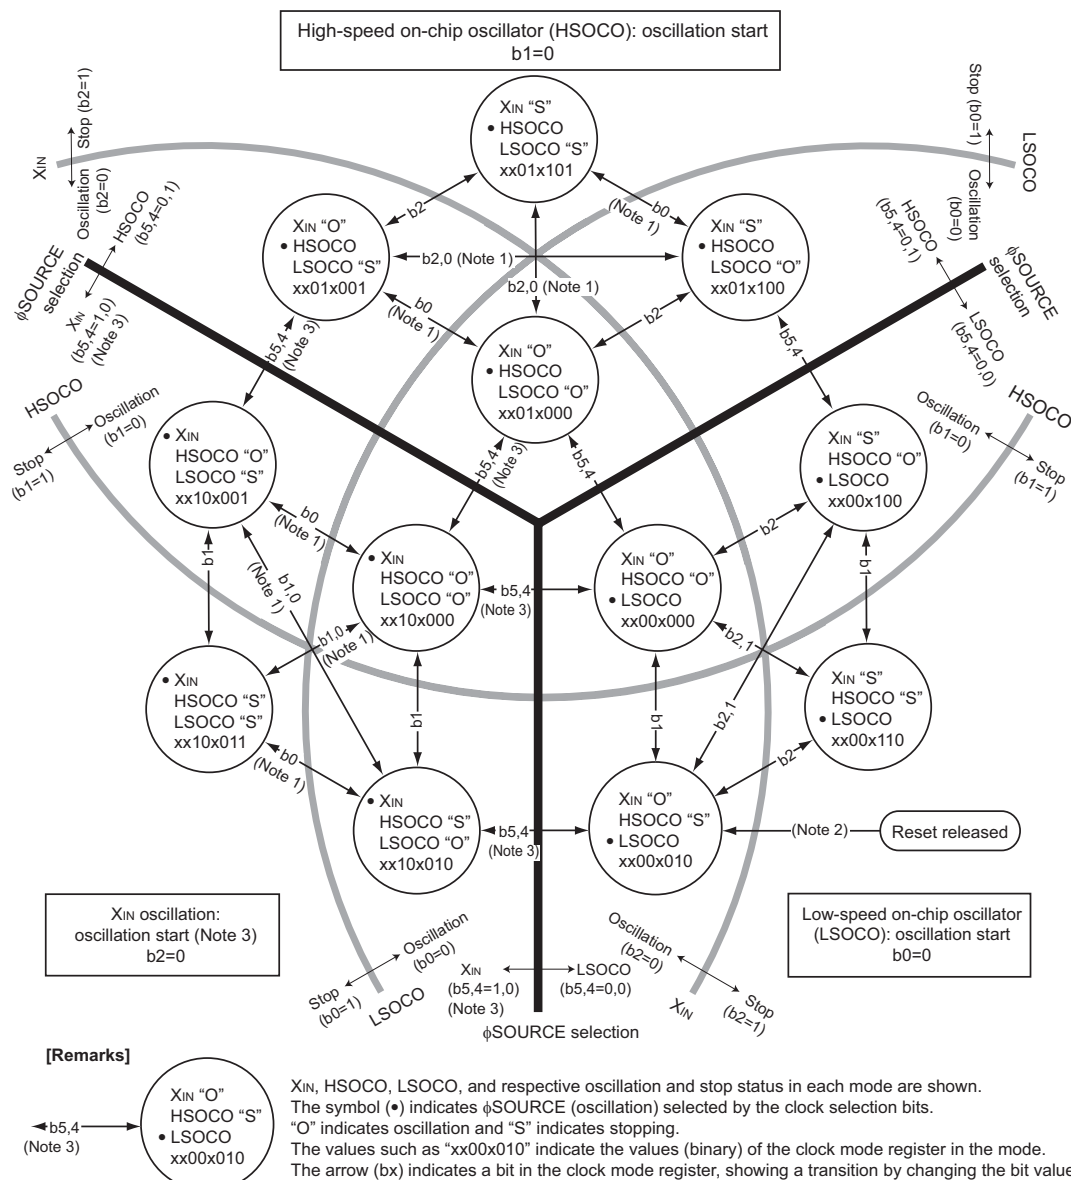 High-speed on-chip oscillator (HSOCO): oscillation start
b1=0
XIN
Stop (b2=1)
Oscillation
(b2=0)
Stop
(b0=1)
Oscillation
(b0=0)
LSOCO
XIN “S”
• HSOCO
LSOCO “S”
xx01x101
b2
b0
(Note 1)
XIN “O”
• HSOCO
LSOCO “S”
xx01x001
b2,0 (Note 1)
b2,0 (Note 1)
XIN “S”
• HSOCO
LSOCO “O”
xx01x100
b0
(Note 1)
b2
XIN “O”
• HSOCO
LSOCO “O”
xx01x000
ϕSOURCE
selection
HSOCO
(b5,4=0,1)
XIN
(b5,4=1,0)
(Note 3)
ϕSOURCE
selection
HSOCO
(b5,4=0,1)
LSOCO
(b5,4=0,0)
b5,4
(Note 3)
b5,4
(Note 3)
b5,4
b5,4
HSOCO
Oscillation
(b1=0)
Stop
(b1=1)
HSOCO
Oscillation
(b1=0)
Stop
(b1=1)
• XIN
HSOCO “O”
LSOCO “S”
xx10x001
b0
(Note 1)
b1
b1,0
(Note 1)
• XIN
HSOCO “O”
LSOCO “O”
xx10x000
b5,4
(Note 3)
XIN “O”
HSOCO “O”
• LSOCO
xx00x000
b2
XIN “S”
HSOCO “O”
• LSOCO
xx00x100
b1
b1,0
(Note 1)
b1
b1
b2,1
b2,1
• XIN
HSOCO “S”
LSOCO “S”
xx10x011
b0
(Note 1)
• XIN
HSOCO “S”
LSOCO “O”
xx10x010
b5,4
(Note 3)
XIN “O”
HSOCO “S”
• LSOCO
xx00x010
b2
XIN “S”
HSOCO “S”
• LSOCO
xx00x110
(Note 2)
Reset released
XIN oscillation:
oscillation start (Note 3)
b2=0
Low-speed on-chip oscillator
(LSOCO): oscillation start
b0=0
Stop
(b0=1)
Oscillation
(b0=0)
LSOCO
XIN
(b5,4=1,0)
(Note 3)
LSOCO
(b5,4=0,0)
ϕSOURCE selection
Oscillation
(b2=0)
Stop
(b2=1)
XIN
[Remarks]
b5,4
(Note 3)
XIN “O”
HSOCO “S”
• LSOCO
xx00x010
XIN, HSOCO, LSOCO, and respective oscillation and stop status in each mode are shown.
The symbol (•) indicates ϕSOURCE (oscillation) selected by the clock selection bits.
“O” indicates oscillation and “S” indicates stopping.
The values such as “xx00x010” indicate the values (binary) of the clock mode register in the mode.
The arrow (bx) indicates a bit in the clock mode register, showing a transition by changing the bit value